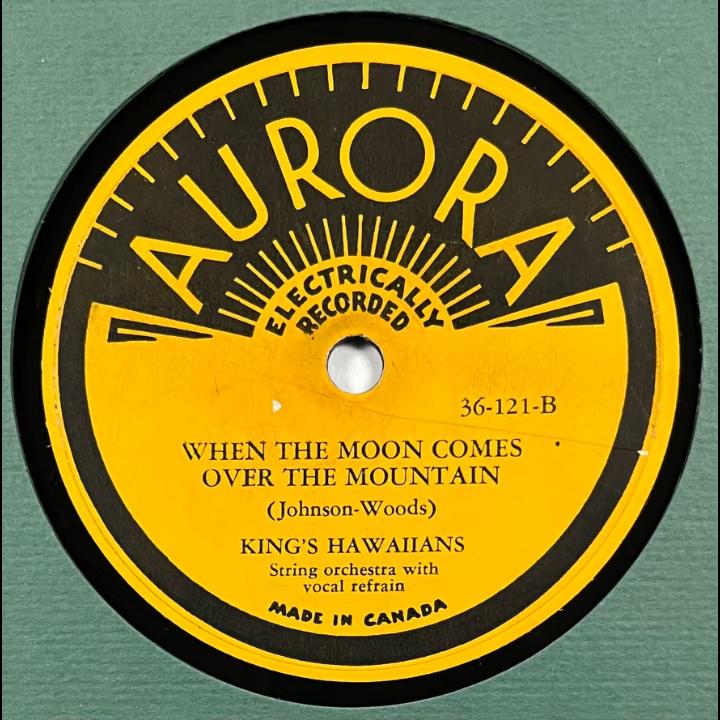 AURORA
ELECTRICALLY
RECORDED
36-121-B
WHEN THE MOON COMES
OVER THE MOUNTAIN
(Johnson-Woods)
KING'S HAWAIIANS
String orchestra with
vocal refrain
MADE IN CANADA